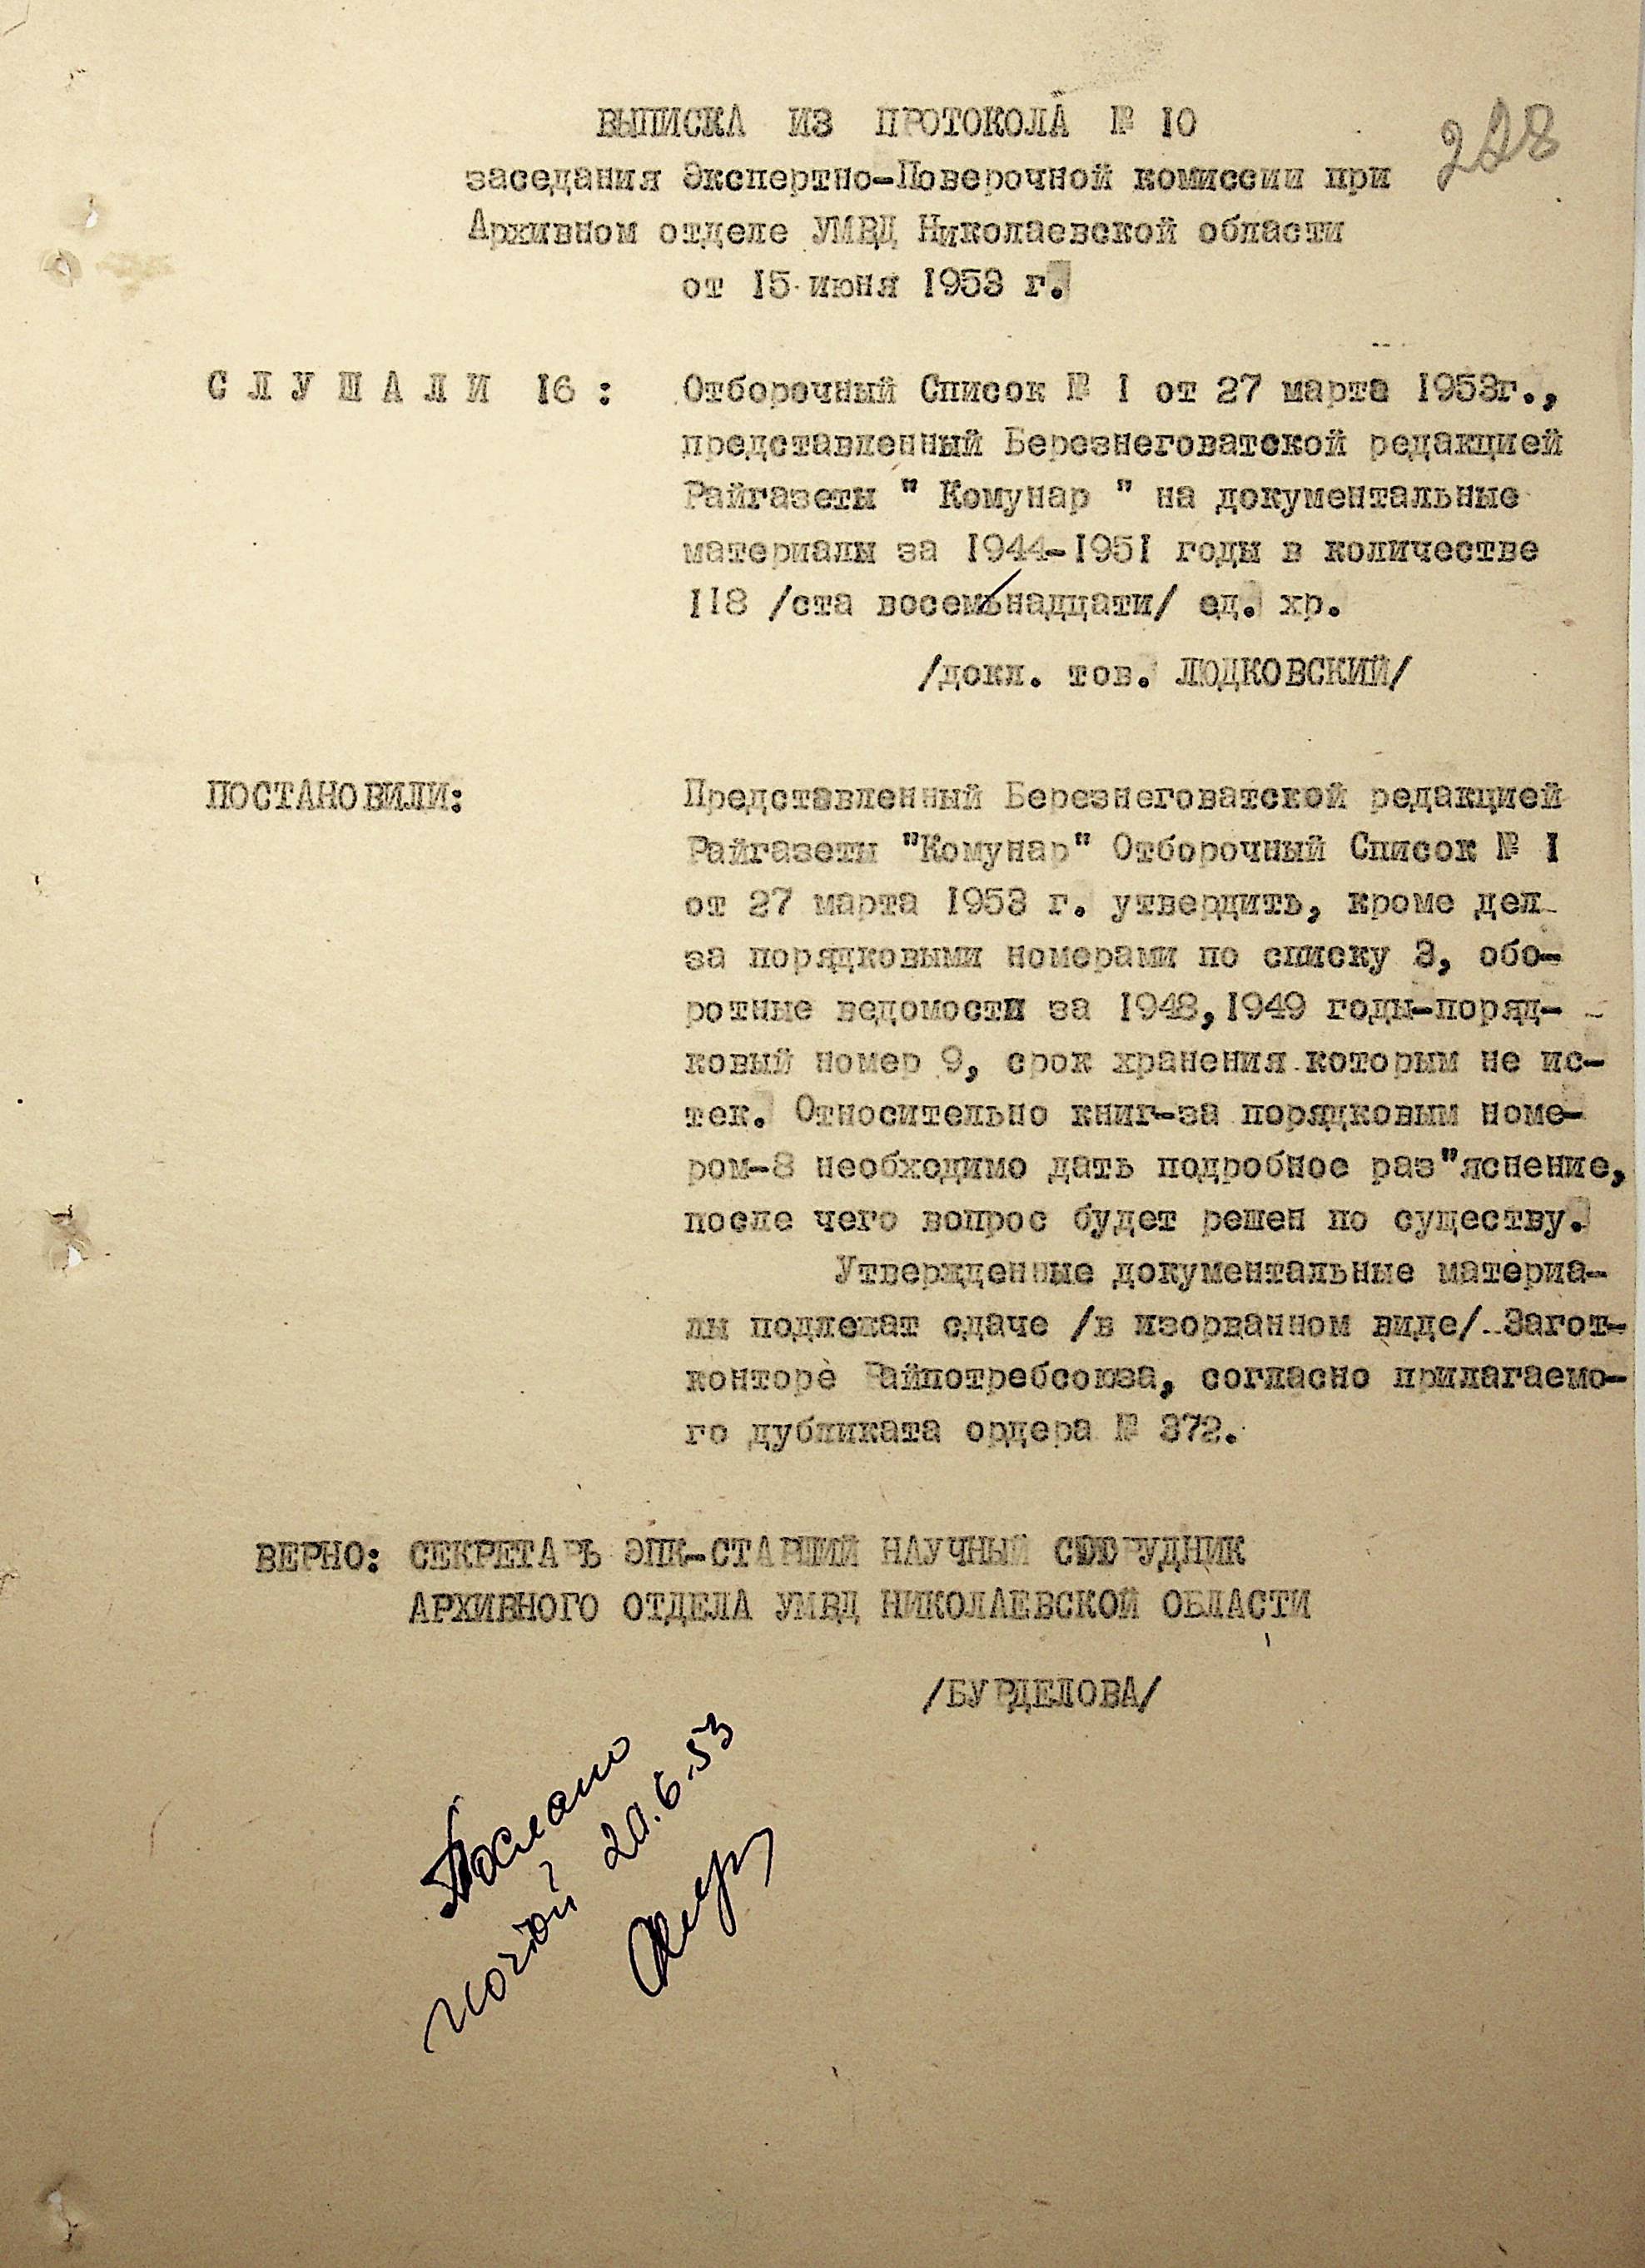 ВЫПИСКА ИЗ ПРОТОКОЛА № 10
228
заседания Экспертно-Поверочной комиссии при
Архивном отделе УМВД Николаевской области
от 15 июня 1953 г.
С Л У Ш А Л И 16 : Отборочный Список № 1 от 27 марта 1953г.,
представленный Березнеговатской редакцией
Райгазеты " Комунар " на документальные
материалы за 1944-1951 годы в количестве
118 /ста восемьнадцати/ ед. хр.
/докл. тов. ЛЮДКОВСКИЙ/
ПОСТАНОВИЛИ: Представленный Березнеговатской редакцией
Райгазеты "Комунар" Отборочный Список № 1
от 27 марта 1953 г. утвердить, кроме дел
за порядковыми номерами по списку 3, обо-
ротные ведомости за 1948,1949 годы-поряд-
ковый номер 9, срок хранения которым не ис-
тек. Относительно книг-за порядковым номе-
ром-8 необходимо дать подробное раз"яснение,
после чего вопрос будет решен по существу.
Утвержденные документальные материа-
лы подлежат сдаче /в изорванном виде/ Загот-
конторе Райпотребсоюза, согласно прилагаемо-
го дубликата ордера № 372.
ВЕРНО: СЕКРЕТАРЬ ЭПК-СТАРШИЙ НАУЧНЫЙ СОТРУДНИК
АРХИВНОГО ОТДЕЛА УМВД НИКОЛАЕВСКОЙ ОБЛАСТИ
/БУРДЕЛОВА/
Послано
почтой 20.6.53